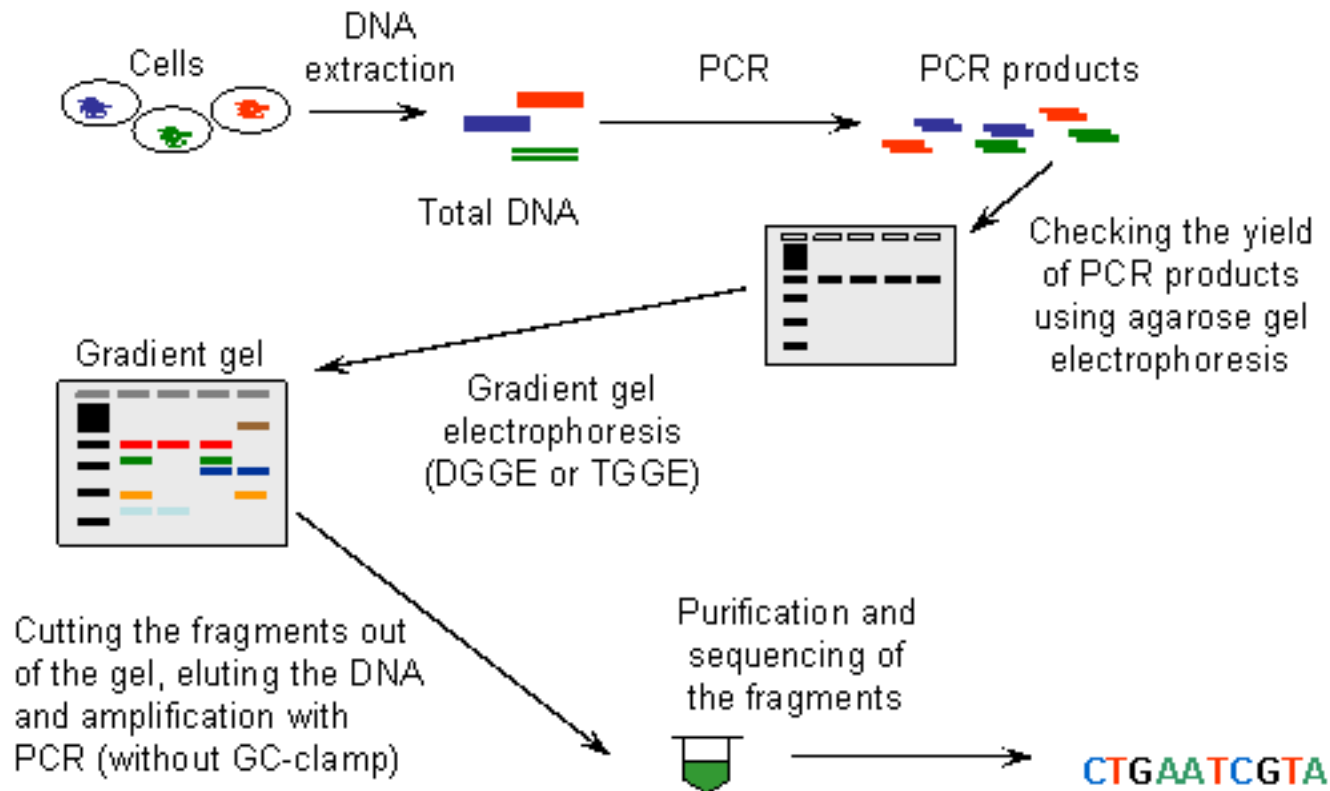 Cells
DNA
extraction
PCR
PCR products
Total DNA
Checking the yield
of PCR products
using agarose gel
electrophoresis
Gradient gel
Gradient gel
electrophoresis
(DGGE or TGGE)
Cutting the fragments out
of the gel, eluting the DNA
and amplification with
PCR (without GC-clamp)
Purification and
sequencing of
the fragments
CTGAATCGTA